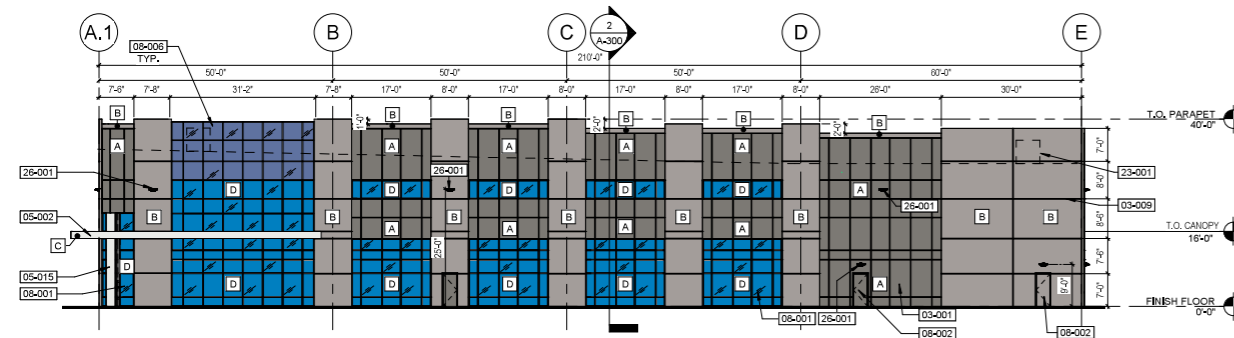 A.1
B
C
D
E
2
A-300
08-006
TYP.
210'-0"
50'-0"
50'-0"
50'-0"
60'-0"
7'-6" 7'-8" 31'-2" 7'-8" 17'-0" 8'-0" 17'-0" 8'-0" 17'-0" 8'-0" 17'-0" 8'-0" 26'-0" 30'-0"
B B B B B B
1'-0" 2'-0" 2'-0"
T.O. PARAPET
40'-0"
A A A A A
7'-0"
26-001
26-001
23-001
D D D D D A
26-001
8'-0"
03-009
05-002
B B B B B B B B
A A A A
8'-6"
T.O. CANOPY
16'-0"
C
25'-0"
7'-6"
05-015
D
9'-0"
08-001
D D D D D A
7'-0"
FINISH FLOOR
0'-0"
08-001
26-001
03-001
08-002
08-002